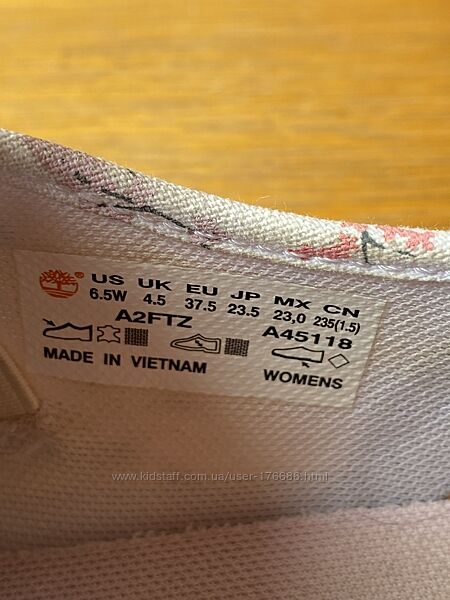 US UK EU JP MX CN
6.5W 4.5 37.5 23.5 23,0 235(1.5)
A2FTZ A45118
MADE IN VIETNAM WOMENS
www.kidstaff.com.ua/user-176688.html